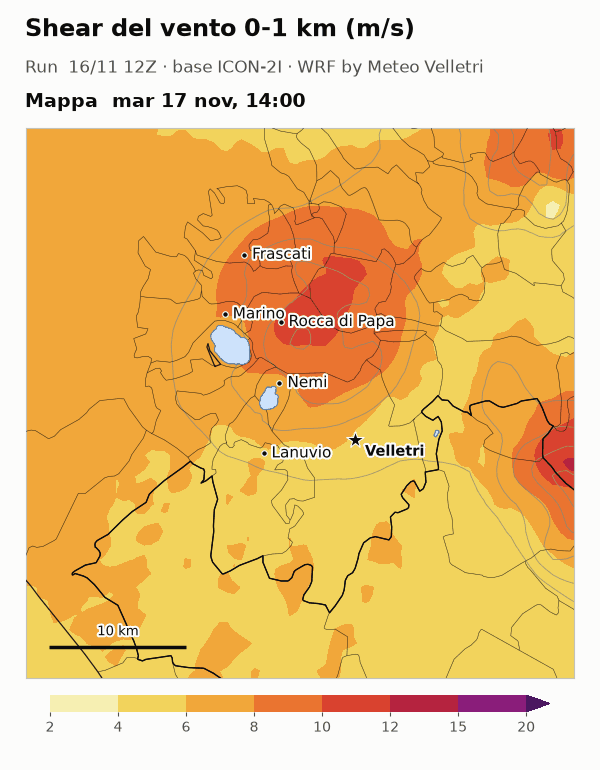 Shear del vento 0-1 km (m/s)
Run  16/11 12Z · base ICON-2I · WRF by Meteo Velletri
Mappa  mar 17 nov, 14:00
Frascati
Marino
Rocca di Papa
Nemi
Velletri
Lanuvio
10 km
2 4 6 8 10 12 15 20